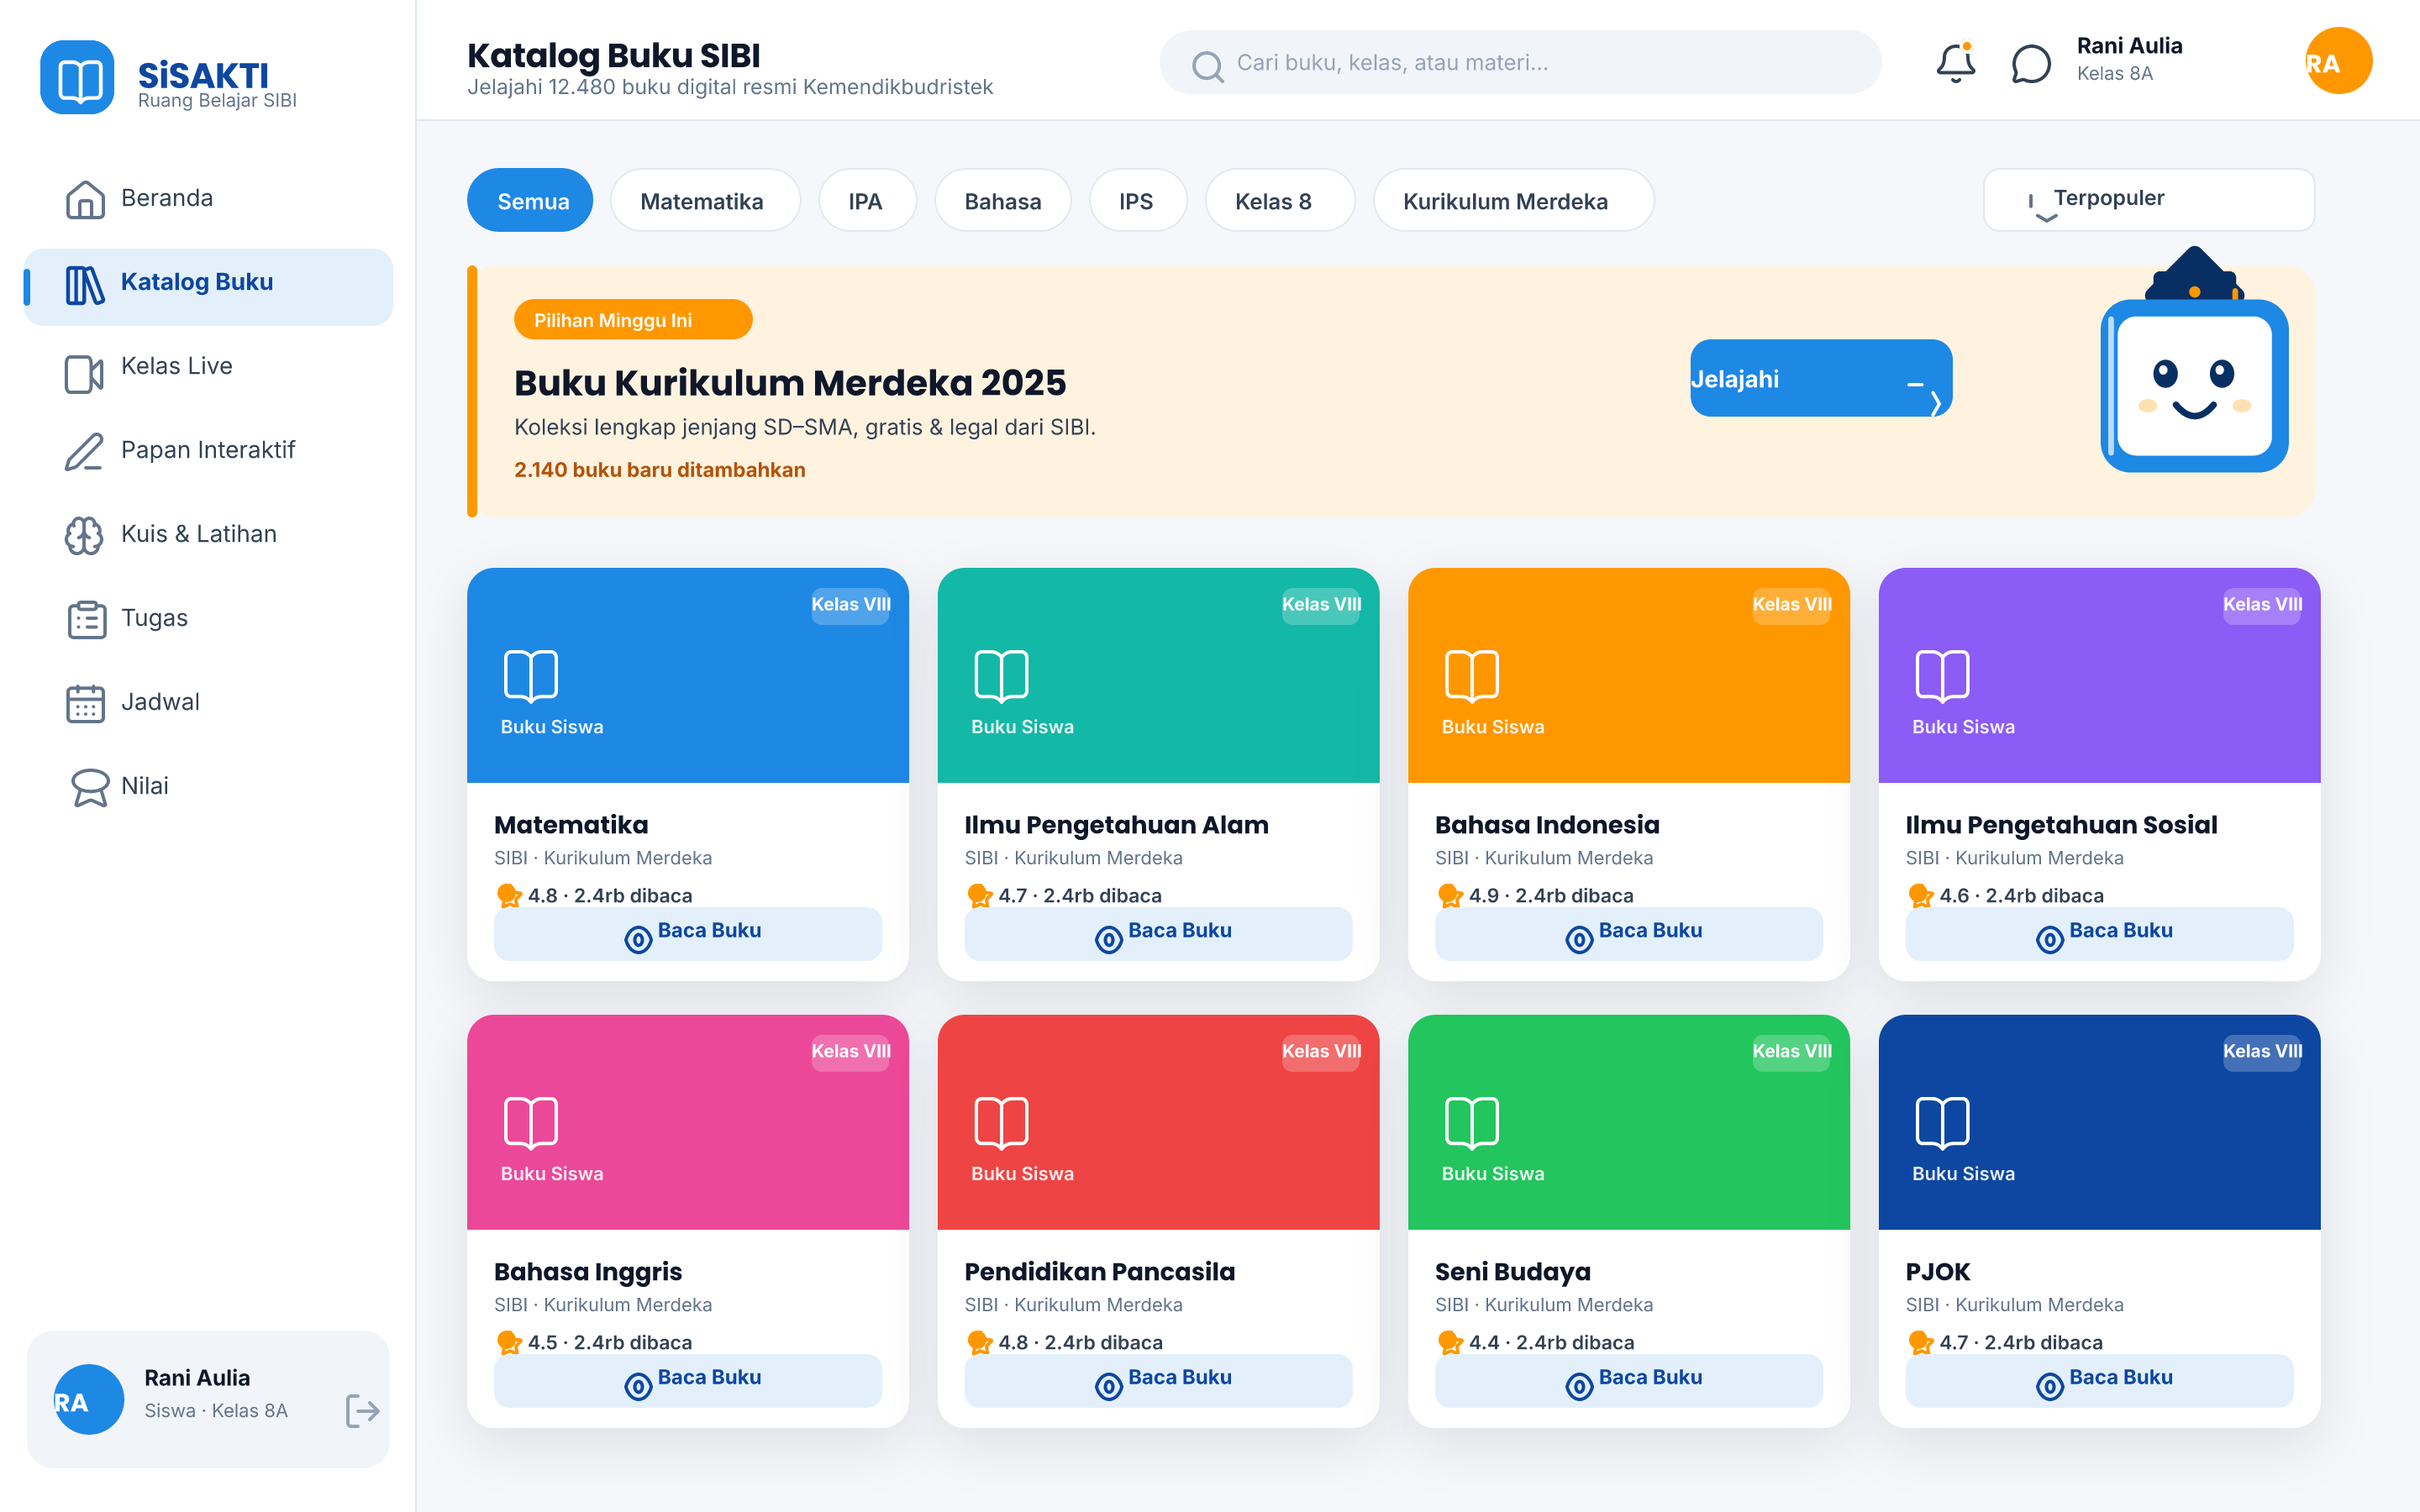 SiSAKTI
Ruang Belajar SIBI
Beranda
Katalog Buku
Kelas Live
Papan Interaktif
Kuis & Latihan
Tugas
Jadwal
Nilai
RA
Rani Aulia
Siswa · Kelas 8A
Katalog Buku SIBI
Jelajahi 12.480 buku digital resmi Kemendikbudristek
Cari buku, kelas, atau materi...
Rani Aulia
Kelas 8A
RA
Semua
Matematika
IPA
Bahasa
IPS
Kelas 8
Kurikulum Merdeka
Terpopuler
Pilihan Minggu Ini
Buku Kurikulum Merdeka 2025
Koleksi lengkap jenjang SD–SMA, gratis & legal dari SIBI.
2.140 buku baru ditambahkan
Jelajahi
Kelas VIII
Buku Siswa
Matematika
SIBI · Kurikulum Merdeka
4.8 · 2.4rb dibaca
Baca Buku
Kelas VIII
Buku Siswa
Ilmu Pengetahuan Alam
SIBI · Kurikulum Merdeka
4.7 · 2.4rb dibaca
Baca Buku
Kelas VIII
Buku Siswa
Bahasa Indonesia
SIBI · Kurikulum Merdeka
4.9 · 2.4rb dibaca
Baca Buku
Kelas VIII
Buku Siswa
Ilmu Pengetahuan Sosial
SIBI · Kurikulum Merdeka
4.6 · 2.4rb dibaca
Baca Buku
Kelas VIII
Buku Siswa
Bahasa Inggris
SIBI · Kurikulum Merdeka
4.5 · 2.4rb dibaca
Baca Buku
Kelas VIII
Buku Siswa
Pendidikan Pancasila
SIBI · Kurikulum Merdeka
4.8 · 2.4rb dibaca
Baca Buku
Kelas VIII
Buku Siswa
Seni Budaya
SIBI · Kurikulum Merdeka
4.4 · 2.4rb dibaca
Baca Buku
Kelas VIII
Buku Siswa
PJOK
SIBI · Kurikulum Merdeka
4.7 · 2.4rb dibaca
Baca Buku